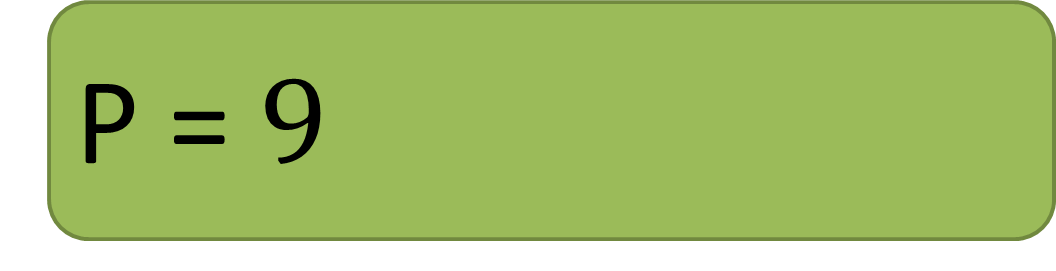 P = 9